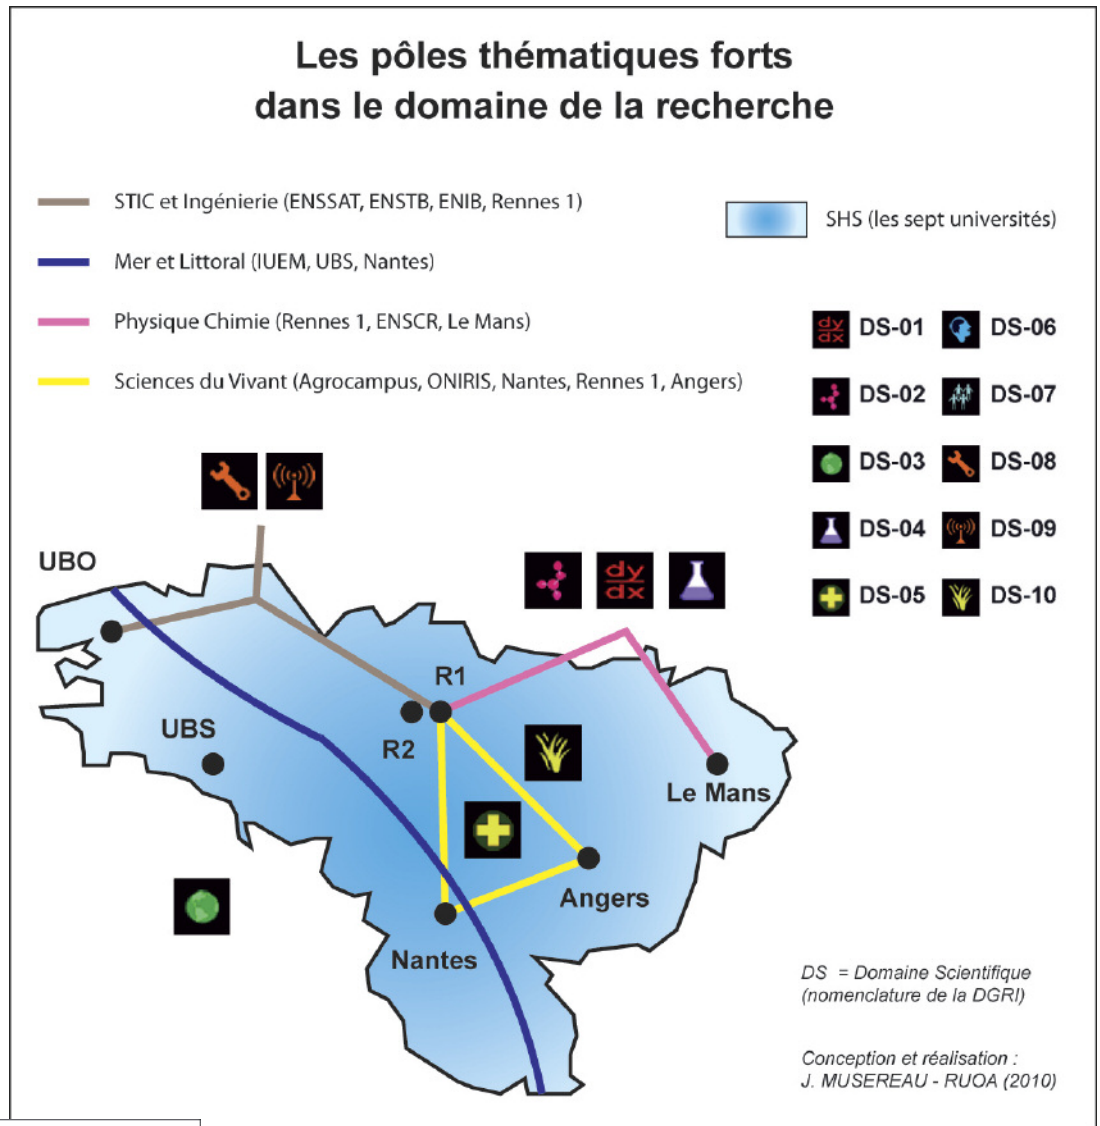 Les pôles thématiques forts
dans le domaine de la recherche
STIC et Ingénierie (ENSSAT, ENSTB, ENIB, Rennes 1)
SHS (les sept universités)
Mer et Littoral (IUEM, UBS, Nantes)
Physique Chimie (Rennes 1, ENSCR, Le Mans)
Sciences du Vivant (Agrocampus, ONIRIS, Nantes, Rennes 1, Angers)
dy
dx
DS-01
DS-06
DS-02
DS-07
DS-03
DS-08
DS-04
DS-09
DS-05
DS-10
UBO
dy
dx
R1
UBS
R2
Le Mans
Angers
Nantes
DS = Domaine Scientifique
(nomenclature de la DGRI)
Conception et réalisation :
J. MUSEREAU - RUOA (2010)